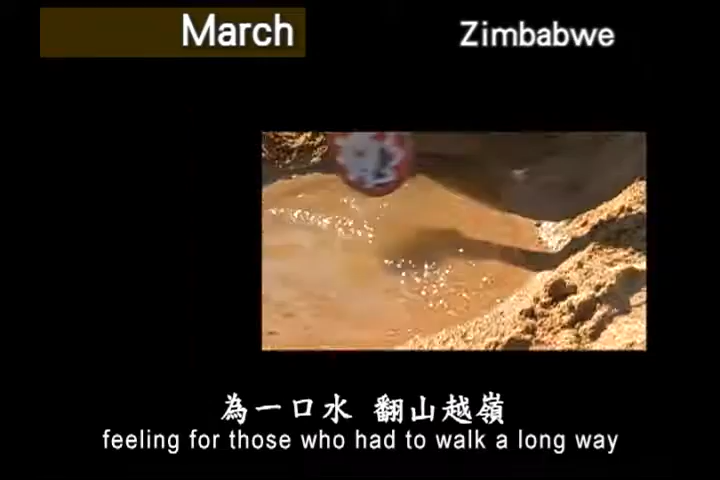 March
Zimbabwe
為一口水 翻山越嶺
feeling for those who had to walk a long way